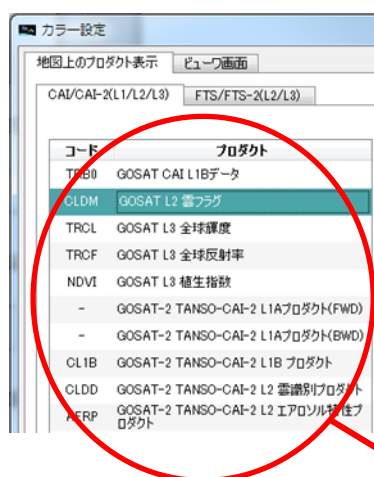 カラー設定
地図上のプロダクト表示 ビューワ画面
CAI/CAI-2(L1/L2/L3) FTS/FTS-2(L2/L3)
コード プロダクト
TRB0 GOSAT CAI L1Bデータ
CLDM GOSAT L2 雲フラグ
TRCL GOSAT L3 全球輝度
TRCF GOSAT L3 全球反射率
NDVI GOSAT L3 植生指数
- GOSAT-2 TANSO-CAI-2 L1Aプロダクト(FWD)
- GOSAT-2 TANSO-CAI-2 L1Aプロダクト(BWD)
CL1B GOSAT-2 TANSO-CAI-2 L1B プロダクト
CLDD GOSAT-2 TANSO-CAI-2 L2 雲識別プロダクト
AERP GOSAT-2 TANSO-CAI-2 L2 エアロゾル特性プ
ロダクト